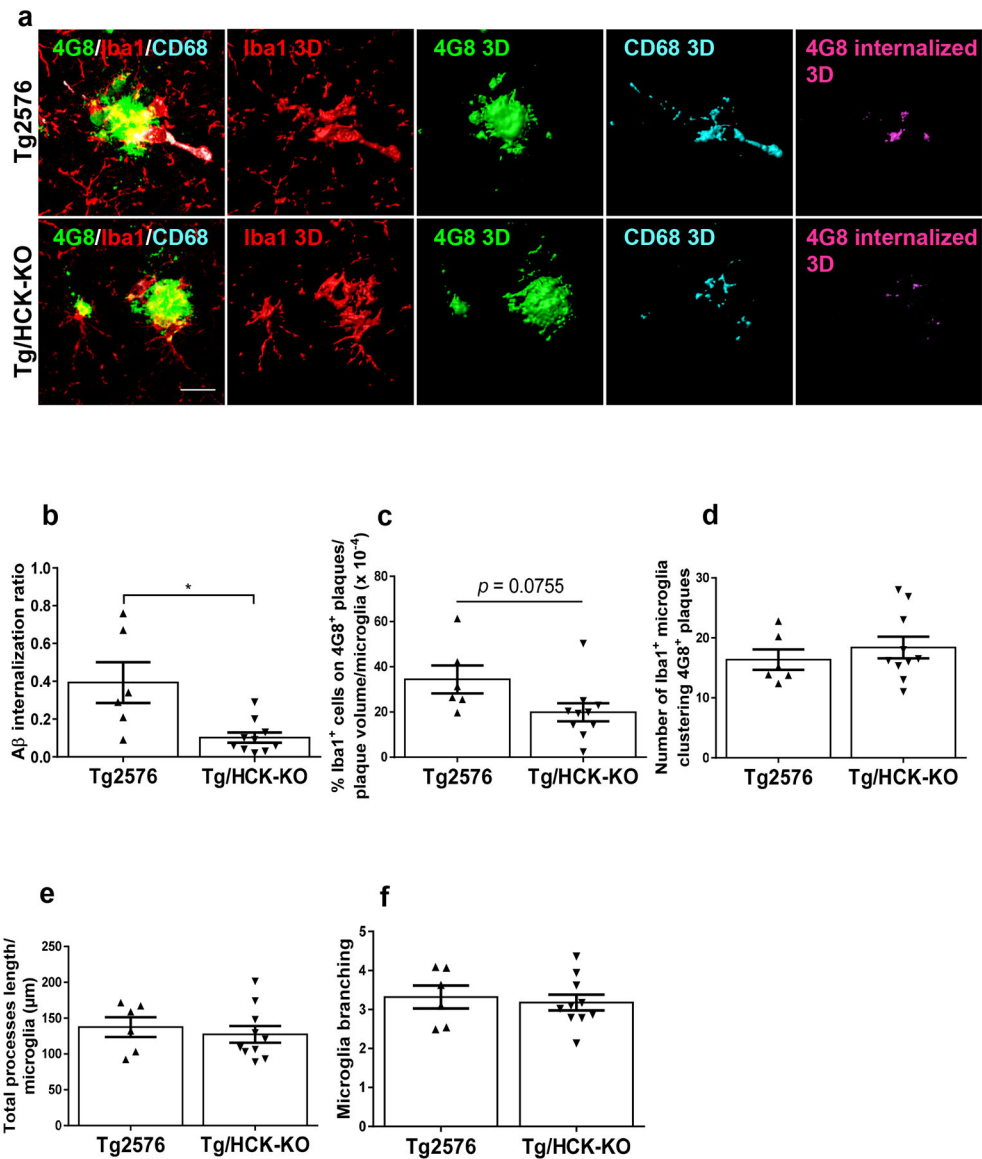 a
Tg2576
4G8/Iba1/CD68
Iba1 3D
4G8 3D
CD68 3D
4G8 internalized
3D
Tg/HCK-KO
4G8/Iba1/CD68
Iba1 3D
4G8 3D
CD68 3D
4G8 internalized
3D
b
Aβ internalization ratio
1.0
0.8
0.6
0.4
0.2
0.0
*
Tg2576
Tg/HCK-KO
c
% Iba1⁺ cells on 4G8⁺ plaques/
plaque volume/microglia (x 10⁻⁴)
80
60
40
20
0
p = 0.0755
Tg2576
Tg/HCK-KO
d
Number of Iba1⁺ microglia
clustering 4G8⁺ plaques
30
20
10
0
Tg2576
Tg/HCK-KO
e
Total processes length/
microglia (µm)
250
200
150
100
50
0
Tg2576
Tg/HCK-KO
f
Microglia branching
5
4
3
2
1
0
Tg2576
Tg/HCK-KO